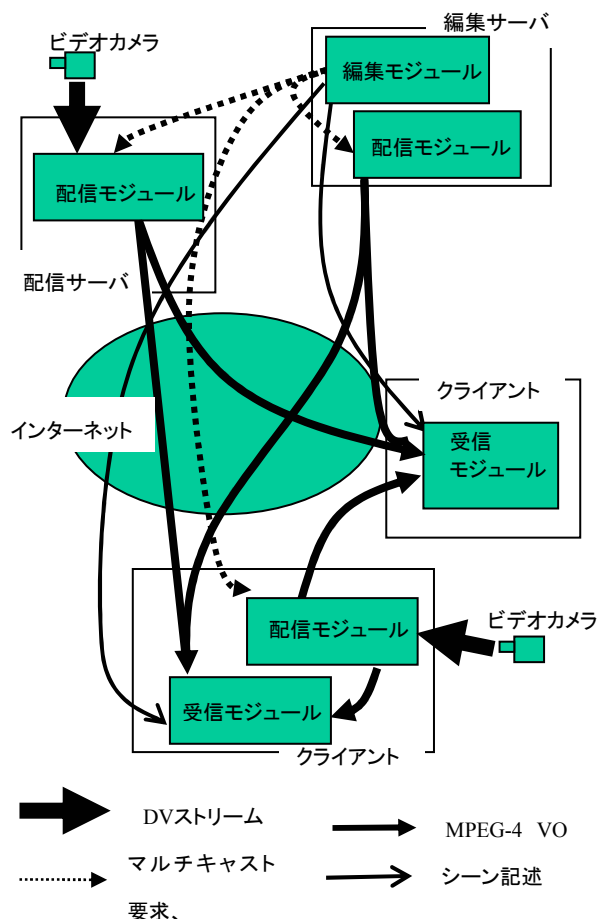 ビデオカメラ
編集サーバ
編集モジュール
配信モジュール
配信モジュール
配信サーバ
クライアント
インターネット
受信
モジュール
配信モジュール
ビデオカメラ
受信モジュール
クライアント
DVストリーム
MPEG-4 VO
マルチキャスト
要求、
シーン記述